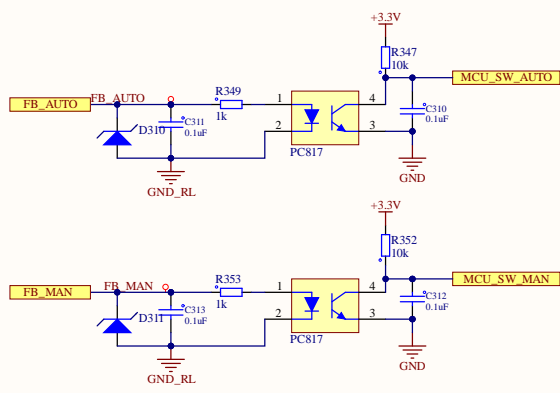 +3.3V
R347
10k
MCU_SW_AUTO
R349
FB_AUTO
FB_AUTO
1
4
C310
0.1uF
C311
0.1uF
D310
1k
2
3
PC817
GND_RL
GND
+3.3V
R352
10k
MCU_SW_MAN
R353
FB_MAN
FB_MAN
1
4
C312
0.1uF
C313
0.1uF
D311
1k
2
3
PC817
GND_RL
GND